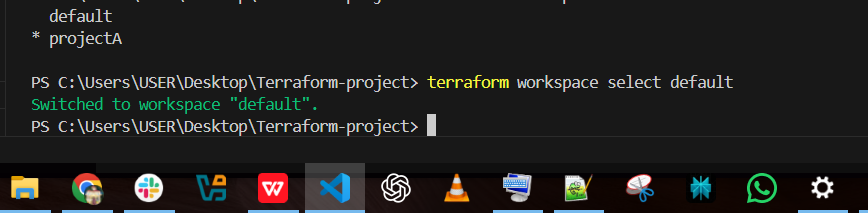 default
* projectA
PS C:\Users\USER\Desktop\Terraform-project> terraform workspace select default
Switched to workspace "default".
PS C:\Users\USER\Desktop\Terraform-project>